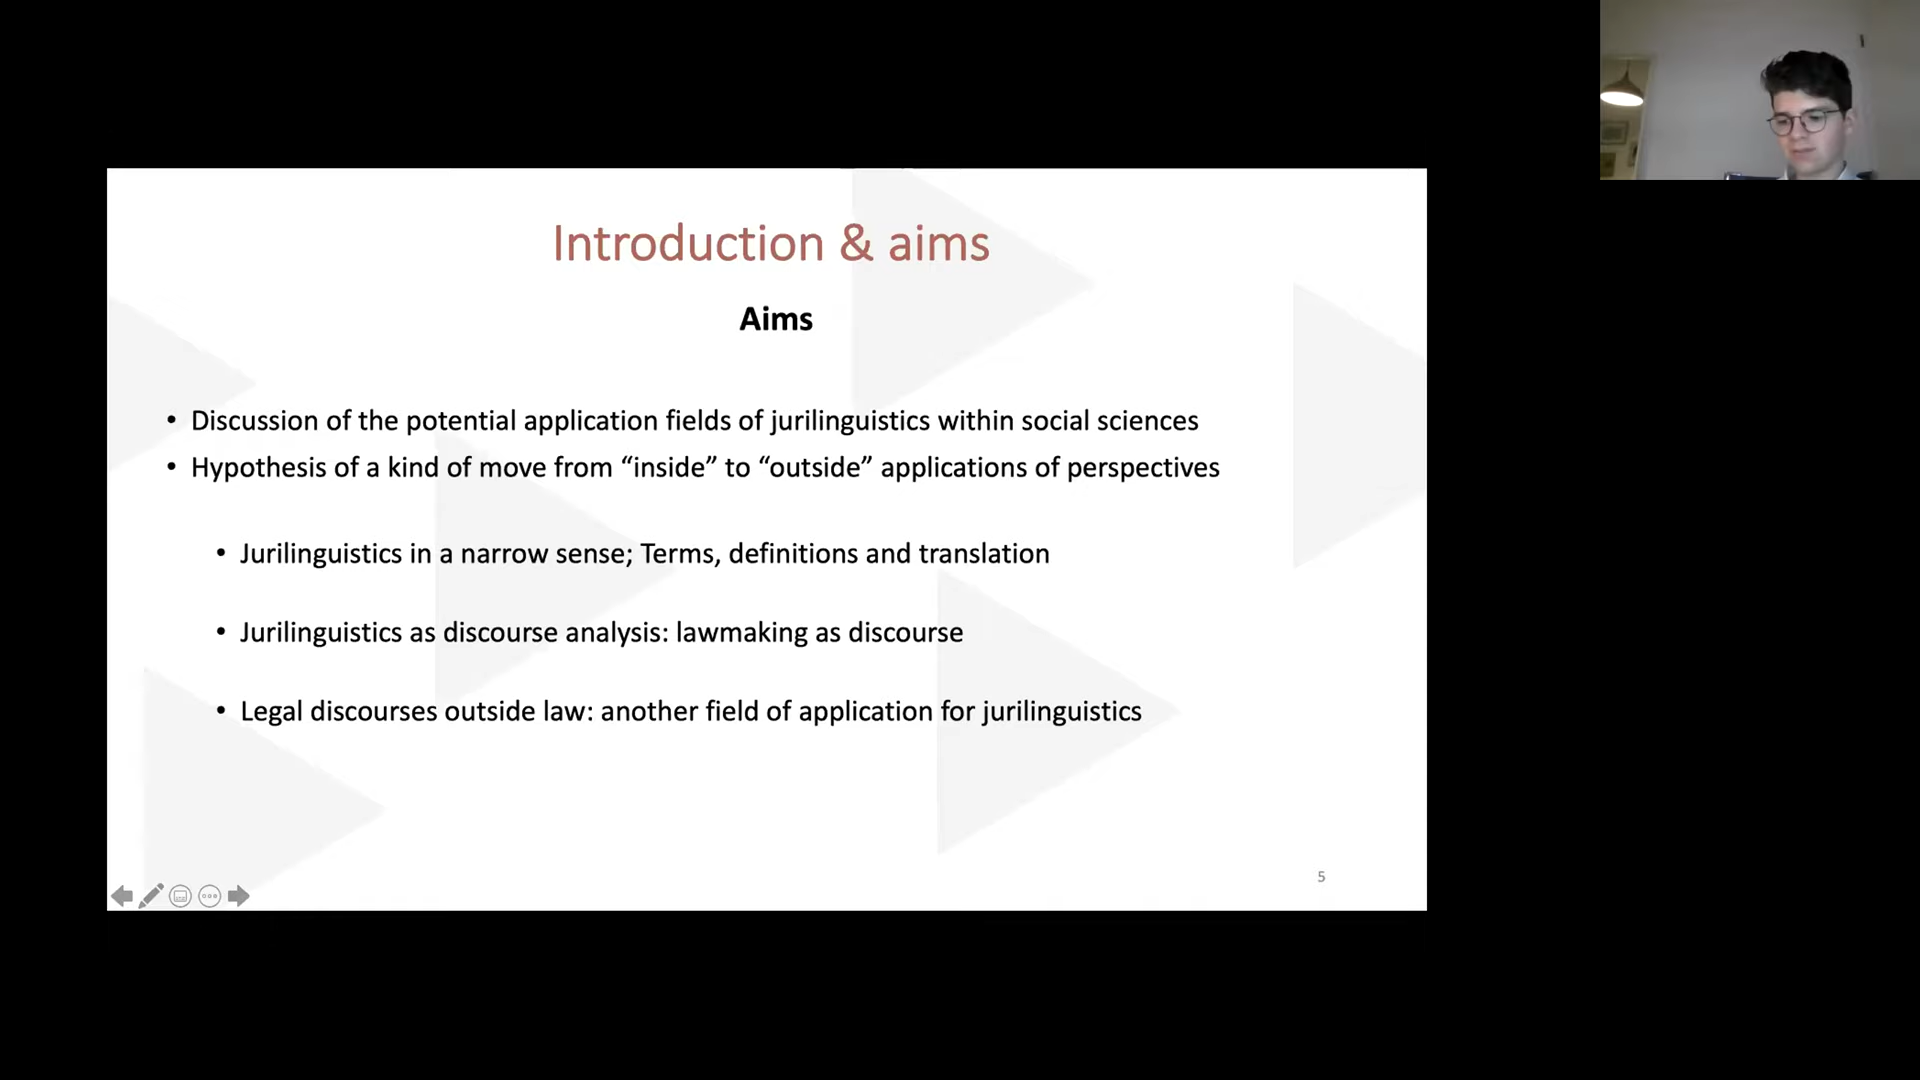 Introduction & aims
Aims
• Discussion of the potential application fields of jurilinguistics within social sciences
• Hypothesis of a kind of move from “inside” to “outside” applications of perspectives
• Jurilinguistics in a narrow sense; Terms, definitions and translation
• Jurilinguistics as discourse analysis: lawmaking as discourse
• Legal discourses outside law: another field of application for jurilinguistics
5